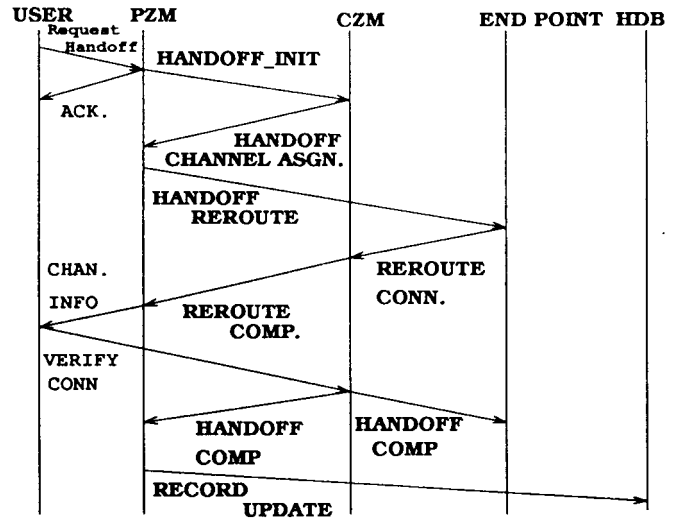 USER PZM CZM END POINT HDB
Request
Handoff
HANDOFF_INIT
ACK.
HANDOFF
CHANNEL ASGN.
HANDOFF
REROUTE
CHAN.
INFO
REROUTE
CONN.
REROUTE
COMP.
VERIFY
CONN
HANDOFF
COMP
HANDOFF
COMP
RECORD
UPDATE